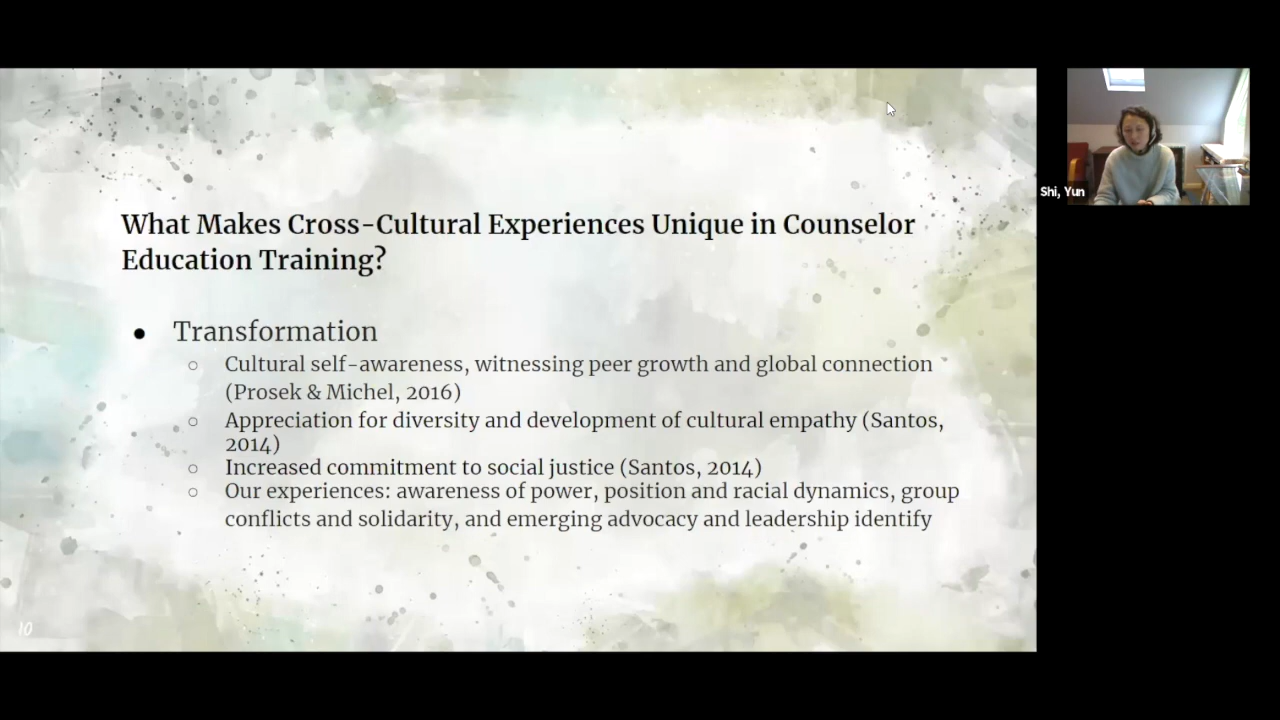 What Makes Cross-Cultural Experiences Unique in Counselor
Education Training?
● Transformation
○ Cultural self-awareness, witnessing peer growth and global connection
(Prosek & Michel, 2016)
○ Appreciation for diversity and development of cultural empathy (Santos,
2014)
○ Increased commitment to social justice (Santos, 2014)
○ Our experiences: awareness of power, position and racial dynamics, group
conflicts and solidarity, and emerging advocacy and leadership identify
10
Shi, Yun